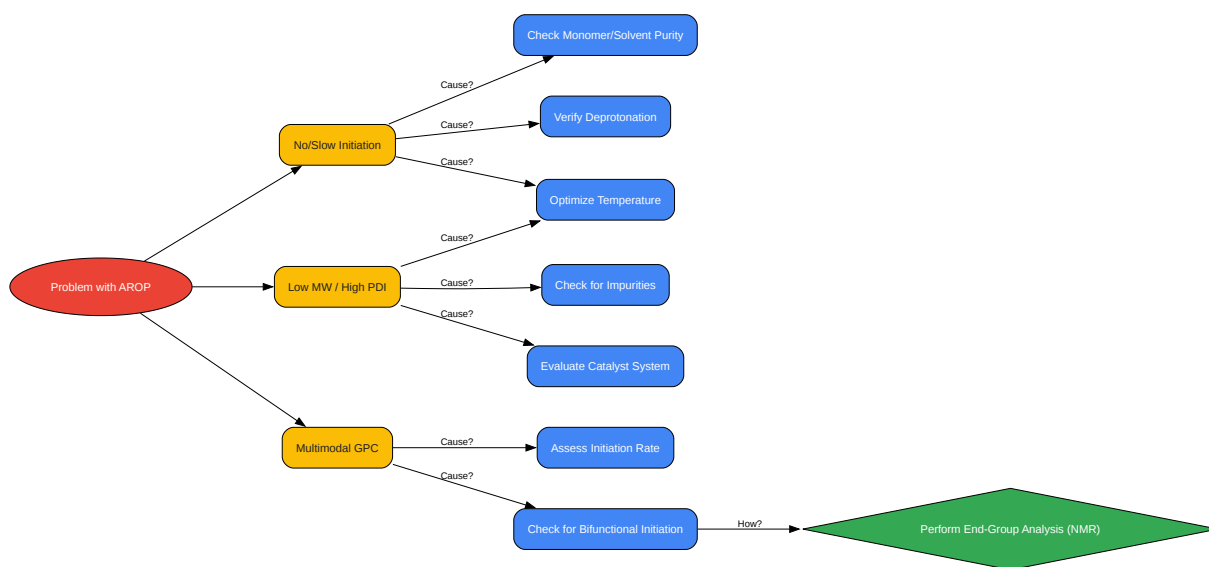 Check Monomer/Solvent Purity
Cause?
Verify Deprotonation
Cause?
No/Slow Initiation
Cause?
Optimize Temperature
Cause?
Problem with AROP
Low MW / High PDI
Cause?
Check for Impurities
Cause?
Evaluate Catalyst System
Multimodal GPC
Cause?
Assess Initiation Rate
Cause?
Check for Bifunctional Initiation
How?
Perform End-Group Analysis (NMR)